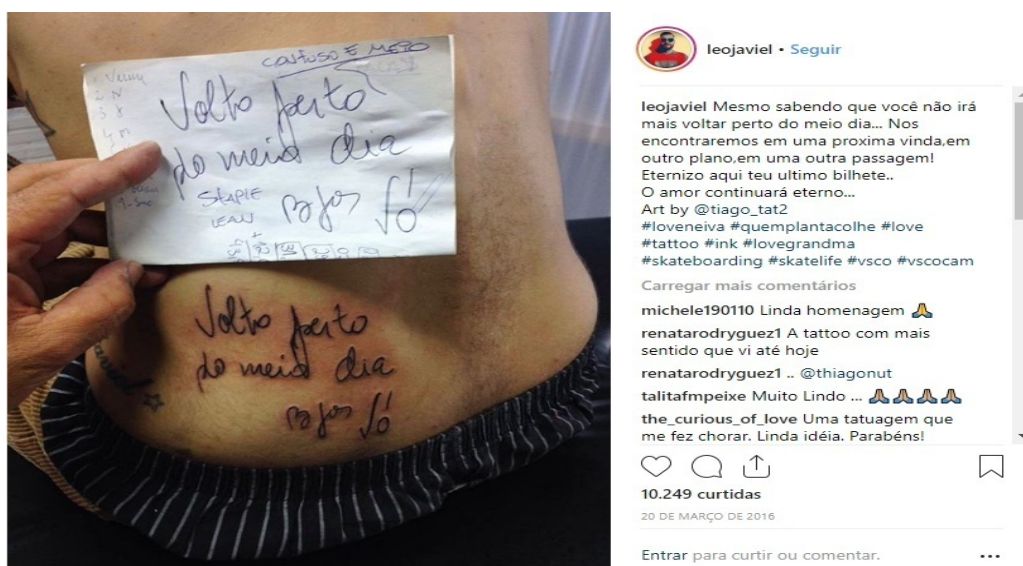 CONFUSO E MEIO
Volto perto
do meio dia
STAPLE
LEAN
Bjos Vó!
Volto perto
do meio dia
Bjos Vó!
leojaviel • Seguir
leojaviel Mesmo sabendo que você não irá
mais voltar perto do meio dia... Nos
encontraremos em uma proxima vinda,em
outro plano,em uma outra passagem!
Eternizo aqui teu ultimo bilhete..
O amor continuará eterno...
Art by @tiago_tat2
#loveneiva #quemplantacolhe #love
#tattoo #ink #lovegrandma
#skateboarding #skatelife #vsco #vscocam
Carregar mais comentários
michele190110 Linda homenagem 🙏
renatarodryguez1 A tattoo com mais
sentido que vi até hoje
renatarodryguez1 .. @thiagonut
talitafmpeixe Muito Lindo ... 🙏🙏🙏🙏
the_curious_of_love Uma tatuagem que
me fez chorar. Linda idéia. Parabéns!
10.249 curtidas
20 DE MARÇO DE 2016
Entrar para curtir ou comentar.